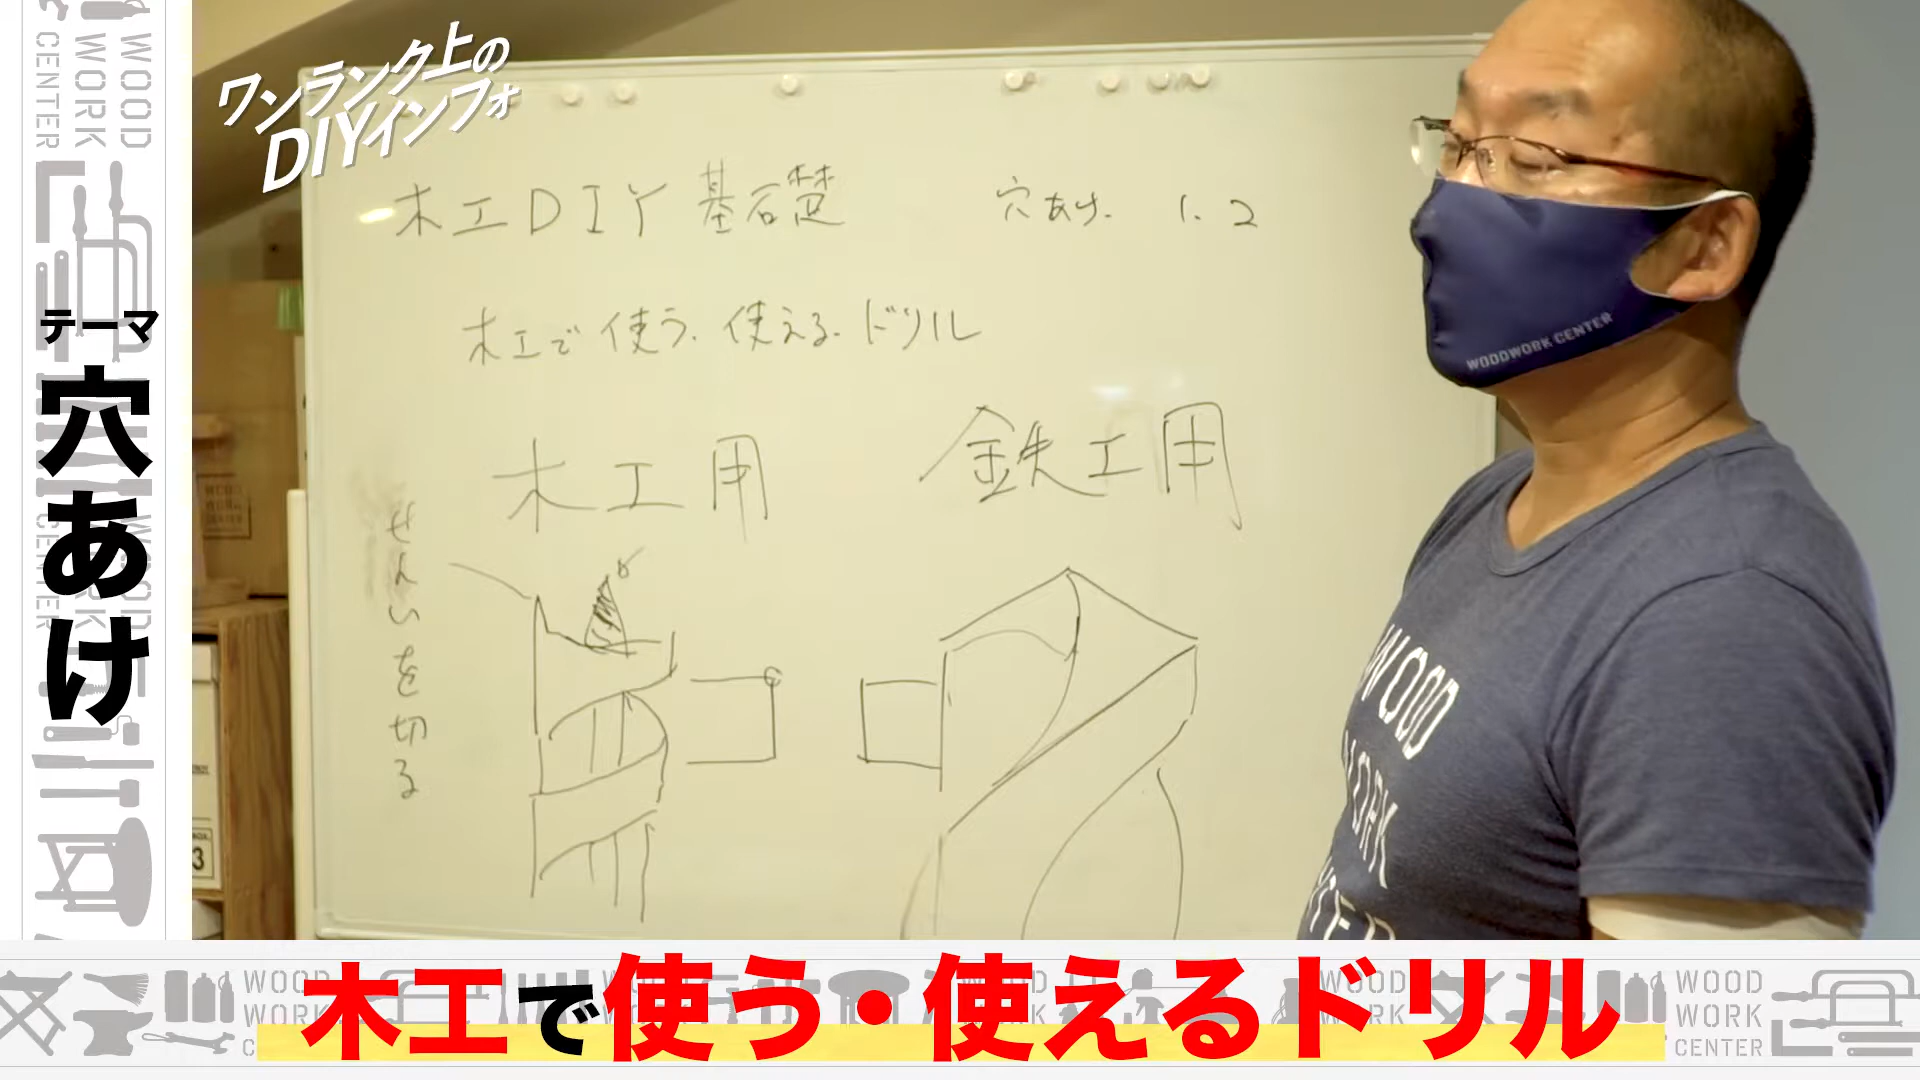 ワンランク上の
DIYインフォ
テーマ
穴あけ
木工DIY基礎
穴あけ. 1. 2
木工で使う.使える.ドリル
木工用
鉄工用
せんいを切る
WOODWORK CENTER
WOOD
WORK
木工で使う・使えるドリル
WOOD
WORK
CENTER
WOOD
WORK
CENTER